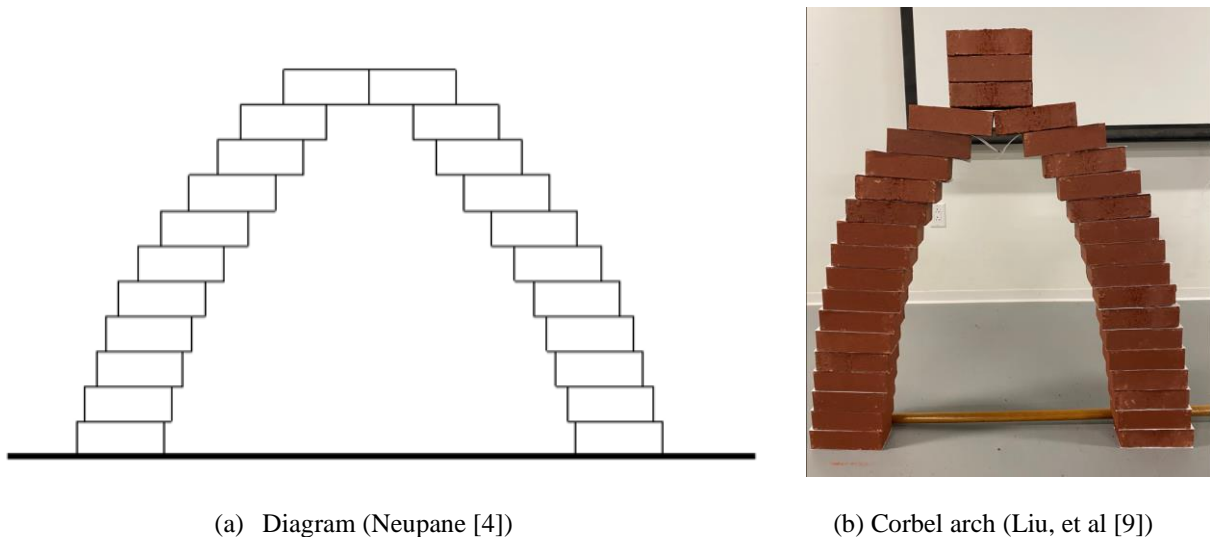 (a) Diagram (Neupane [4])
(b) Corbel arch (Liu, et al [9])